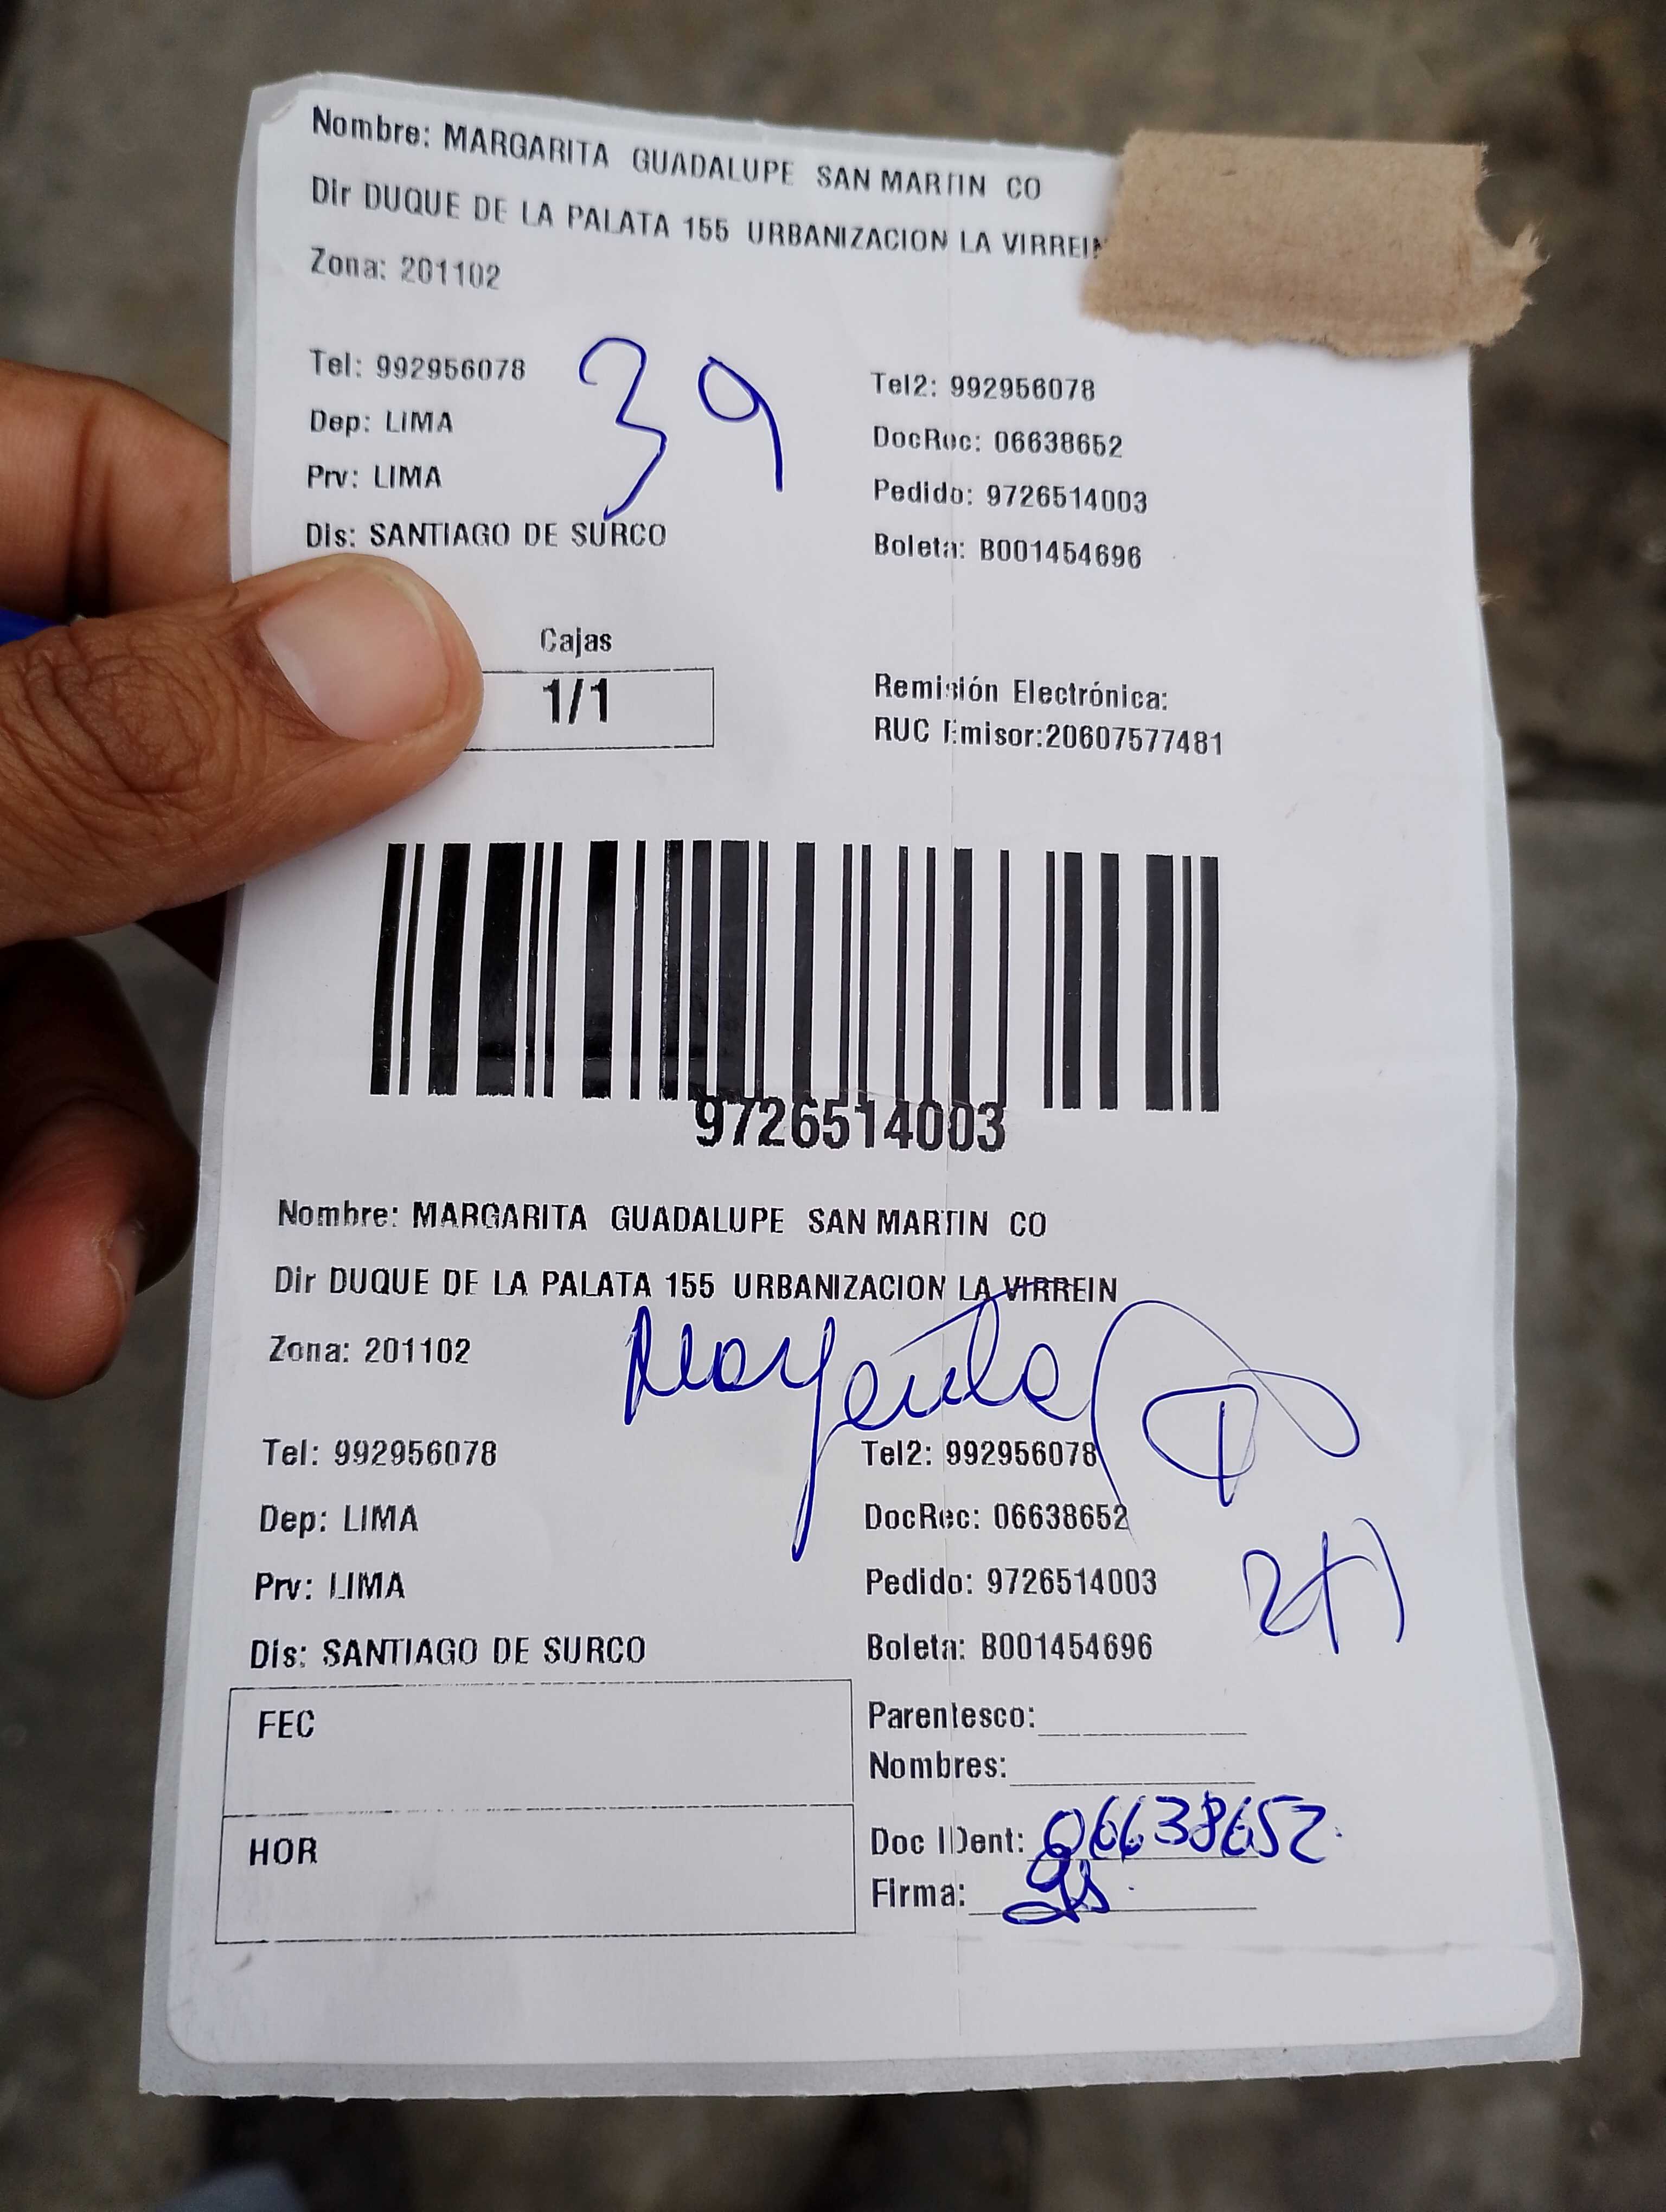 Nombre: MARGARITA GUADALUPE SAN MARTIN CO
Dir DUQUE DE LA PALATA 155 URBANIZACION LA VIRREIN
Zona: 201102
39
Tel: 992956078 Tel2: 992956078
Dep: LIMA DocRec: 06638652
Prv: LIMA Pedido: 9726514003
Dis: SANTIAGO DE SURCO Boleta: B001454696
Cajas
1/1
Remisión Electrónica:
RUC Emisor:20607577481
9726514003
Nombre: MARGARITA GUADALUPE SAN MARTIN CO
Dir DUQUE DE LA PALATA 155 URBANIZACION LA VIRREIN
Zona: 201102
Margarita
Tel: 992956078 Tel2: 992956078
Dep: LIMA DocRec: 06638652
Prv: LIMA Pedido: 9726514003
Dis: SANTIAGO DE SURCO Boleta: B001454696
FEC
HOR
Parentesco:
Nombres:
Doc IDent: 06638652
Firma: